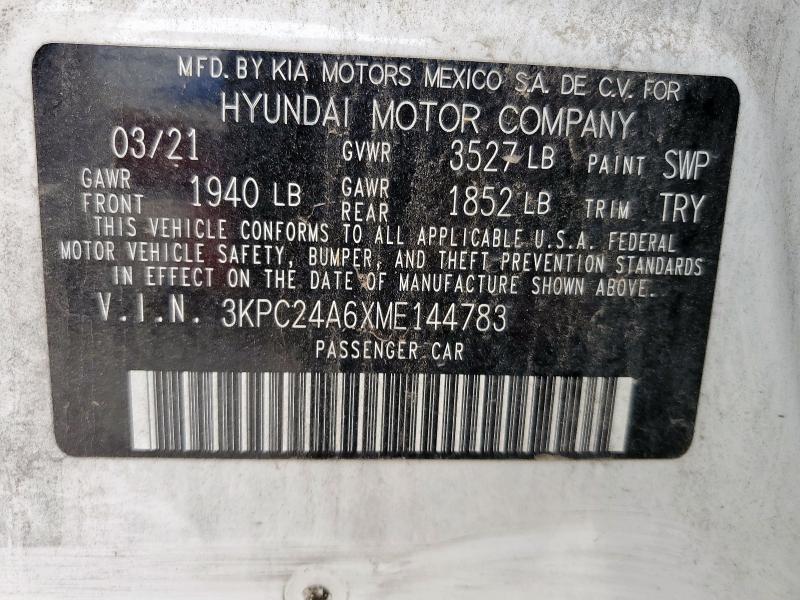 MFD. BY KIA MOTORS MEXICO S.A. DE C.V. FOR
HYUNDAI MOTOR COMPANY
03/21 GVWR 3527 LB PAINT SWP
GAWR FRONT 1940 LB GAWR REAR 1852 LB TRIM TRY
THIS VEHICLE CONFORMS TO ALL APPLICABLE U.S.A. FEDERAL
MOTOR VEHICLE SAFETY, BUMPER, AND THEFT PREVENTION STANDARDS
IN EFFECT ON THE DATE OF MANUFACTURE SHOWN ABOVE.
V.I.N. 3KPC24A6XME144783
PASSENGER CAR